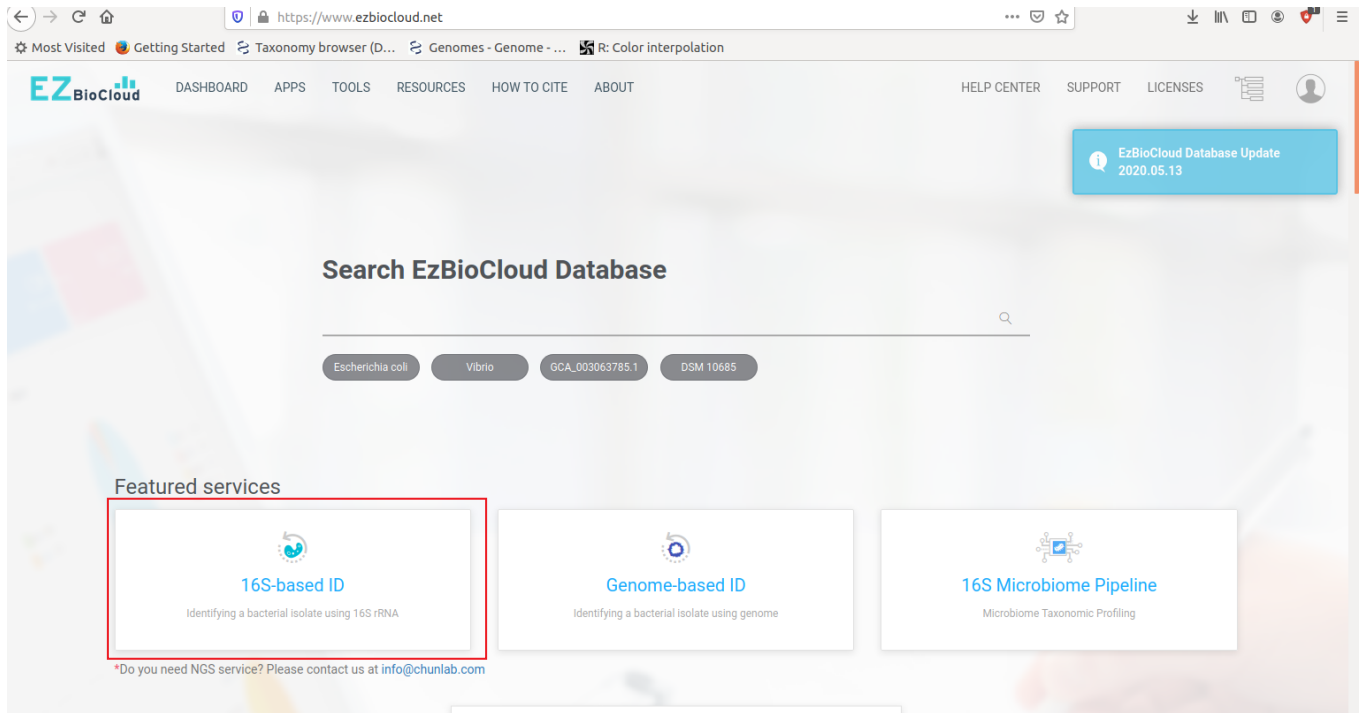 https://www.ezbiocloud.net
Most Visited Getting Started Taxonomy browser (D... Genomes - Genome - ... R: Color interpolation
EZBioCloud DASHBOARD APPS TOOLS RESOURCES HOW TO CITE ABOUT HELP CENTER SUPPORT LICENSES
EzBioCloud Database Update
2020.05.13
Search EzBioCloud Database
Escherichia coli Vibrio GCA_003063785.1 DSM 10685
Featured services
16S-based ID Genome-based ID 16S Microbiome Pipeline
Identifying a bacterial isolate using 16S rRNA Identifying a bacterial isolate using genome Microbiome Taxonomic Profiling
*Do you need NGS service? Please contact us at info@chunlab.com